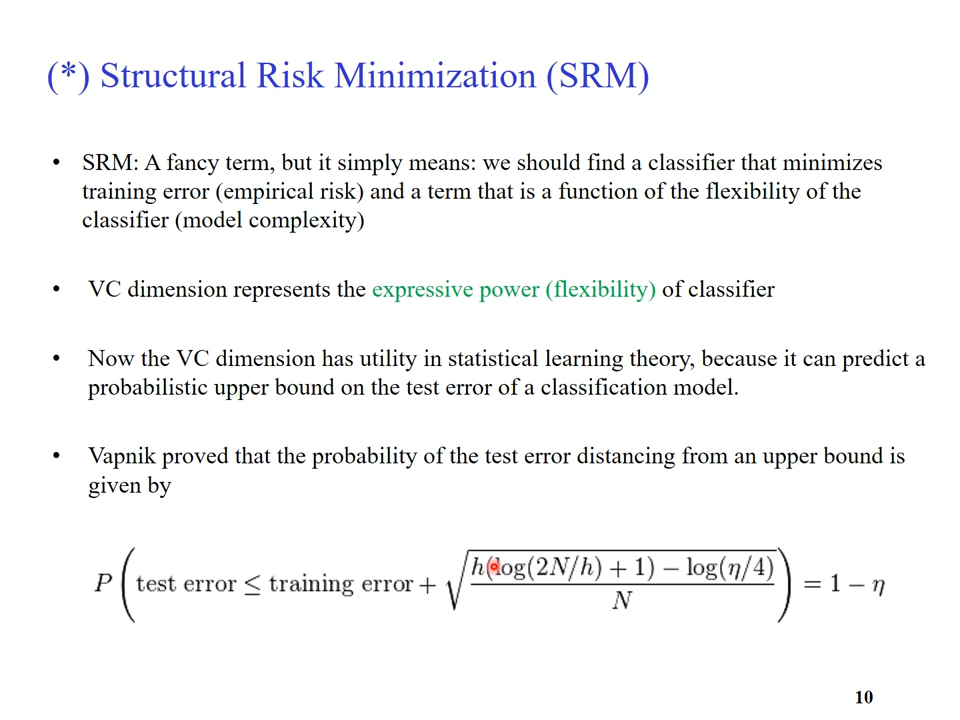 (*) Structural Risk Minimization (SRM)
• SRM: A fancy term, but it simply means: we should find a classifier that minimizes
training error (empirical risk) and a term that is a function of the flexibility of the
classifier (model complexity)
• VC dimension represents the expressive power (flexibility) of classifier
• Now the VC dimension has utility in statistical learning theory, because it can predict a
probabilistic upper bound on the test error of a classification model.
• Vapnik proved that the probability of the test error distancing from an upper bound is
given by
P(test error ≤ training error + √((h(log(2N/h) + 1) − log(η/4))/N)) = 1 − η
10